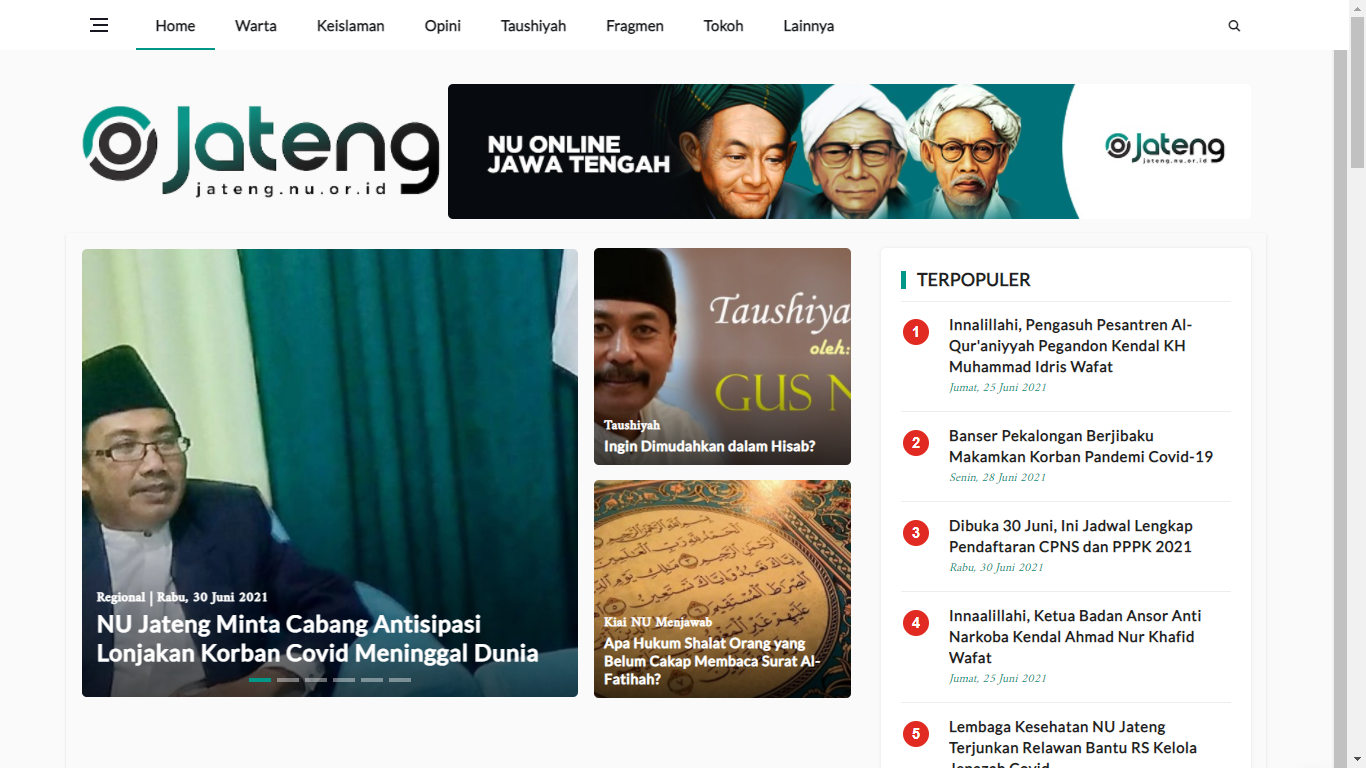 Home Warta Keislaman Opini Taushiyah Fragmen Tokoh Lainnya
Jateng
jateng.nu.or.id
NU ONLINE
JAWA TENGAH
Jateng
jateng.nu.or.id
Regional | Rabu, 30 Juni 2021
NU Jateng Minta Cabang Antisipasi
Lonjakan Korban Covid Meninggal Dunia
oleh:
GUS
Taushiyah
Ingin Dimudahkan dalam Hisab?
Kiai NU Menjawab
Apa Hukum Shalat Orang yang
Belum Cakap Membaca Surat Al-
Fatihah?
TERPOPULER
1
Innalillahi, Pengasuh Pesantren Al-
Qur'aniyyah Pegandon Kendal KH
Muhammad Idris Wafat
Jumat, 25 Juni 2021
2
Banser Pekalongan Berjibaku
Makamkan Korban Pandemi Covid-19
Senin, 28 Juni 2021
3
Dibuka 30 Juni, Ini Jadwal Lengkap
Pendaftaran CPNS dan PPPK 2021
Rabu, 30 Juni 2021
4
Innaalillahi, Ketua Badan Ansor Anti
Narkoba Kendal Ahmad Nur Khafid
Wafat
Jumat, 25 Juni 2021
5
Lembaga Kesehatan NU Jateng
Terjunkan Relawan Bantu RS Kelola